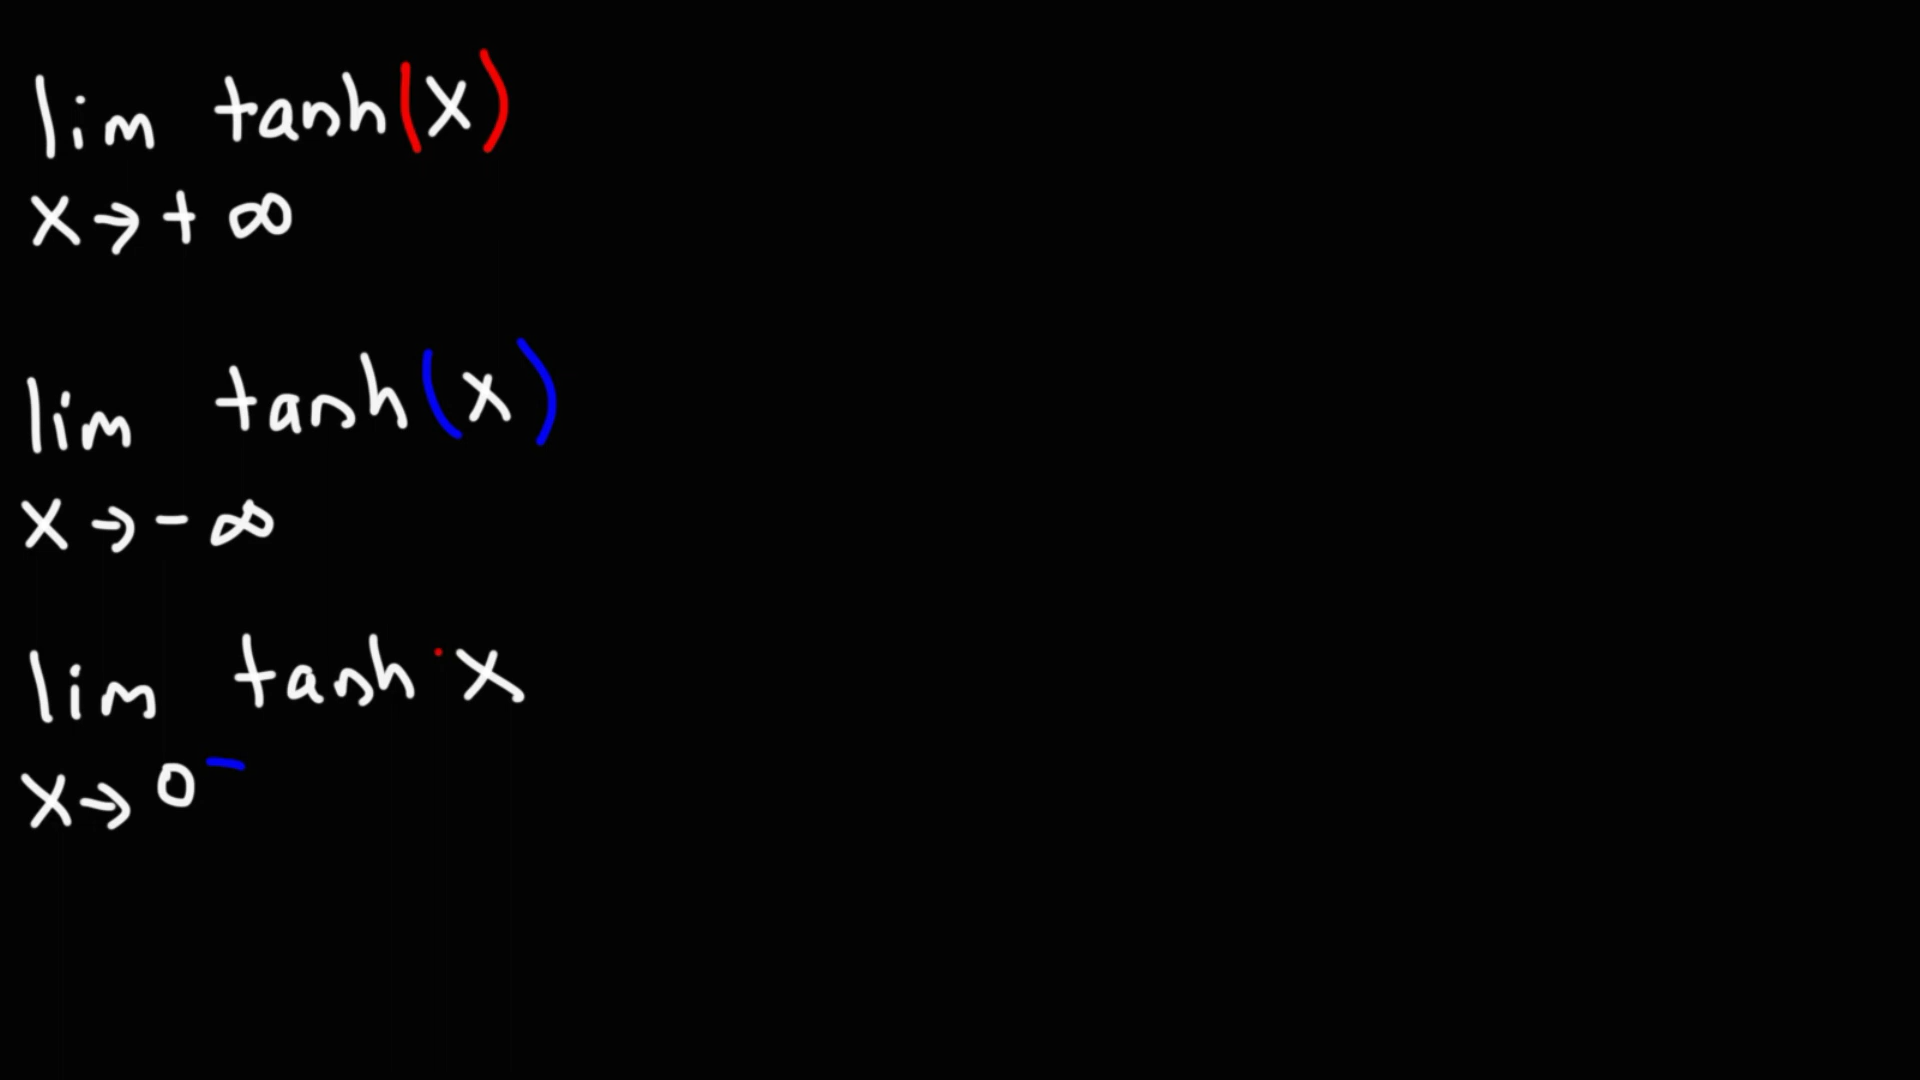 lim tanh(x)
x→+∞
lim tanh(x)
x→-∞
lim tanh x
x→0⁻